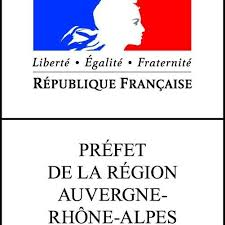 Liberté • Égalité • Fraternité
RÉPUBLIQUE FRANÇAISE
PRÉFET
DE LA RÉGION
AUVERGNE-
RHÔNE-ALPES